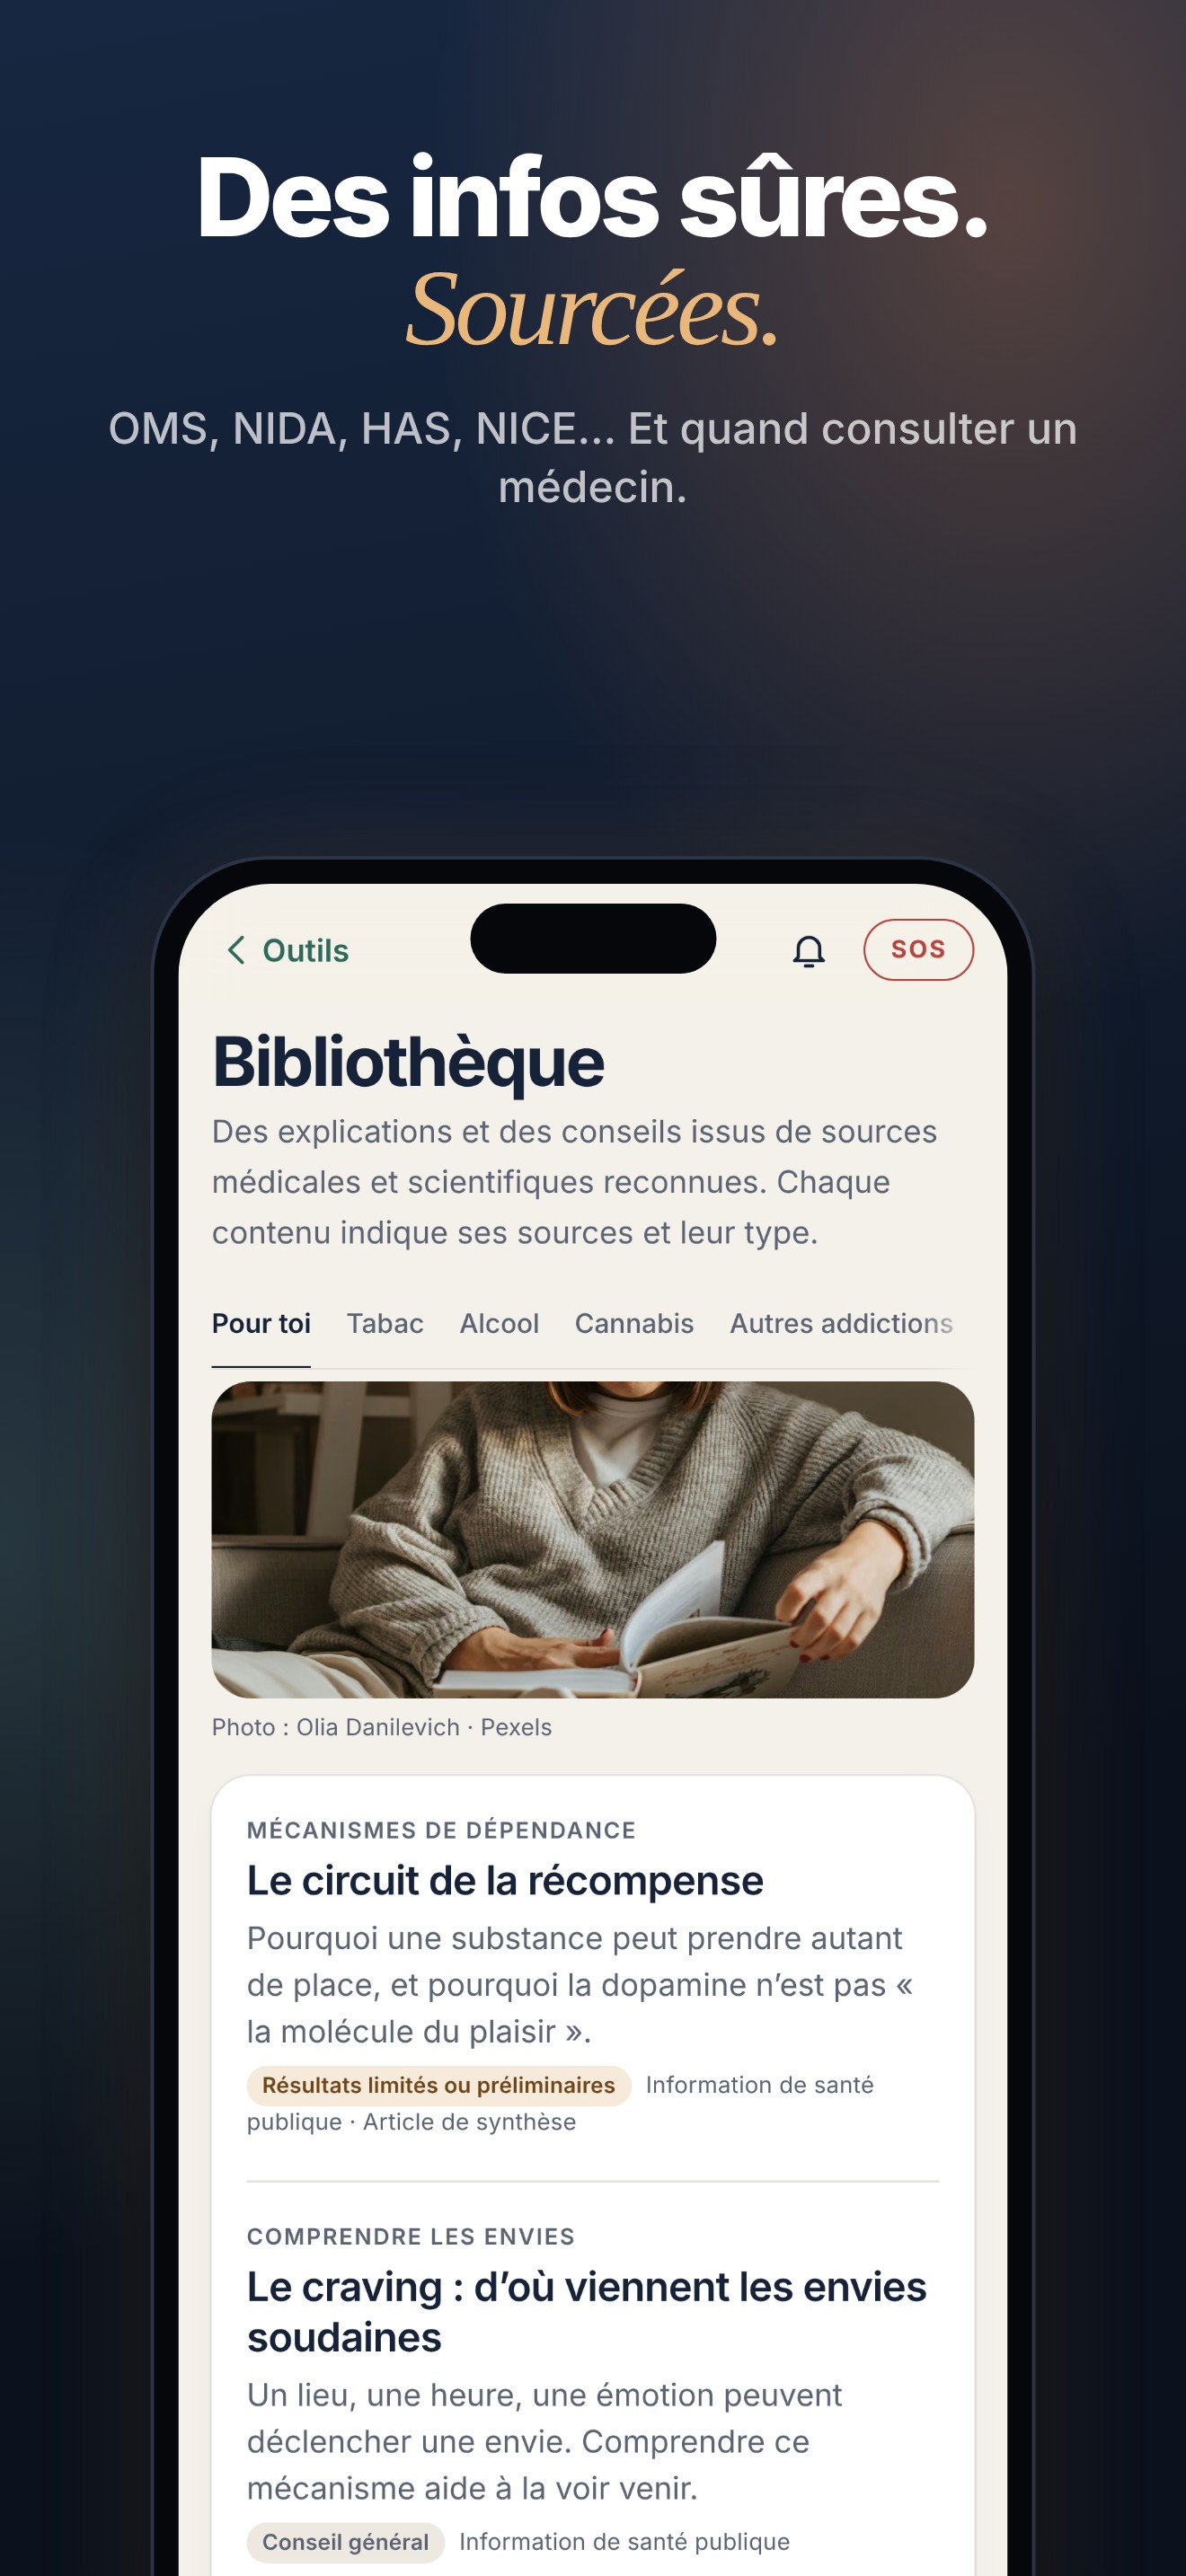 Des infos sûres.
Sourcées.
OMS, NIDA, HAS, NICE... Et quand consulter un
médecin.
Outils
SOS
Bibliothèque
Des explications et des conseils issus de sources
médicales et scientifiques reconnues. Chaque
contenu indique ses sources et leur type.
Pour toi Tabac Alcool Cannabis Autres addictions
Photo : Olia Danilevich · Pexels
MÉCANISMES DE DÉPENDANCE
Le circuit de la récompense
Pourquoi une substance peut prendre autant
de place, et pourquoi la dopamine n’est pas «
la molécule du plaisir ».
Résultats limités ou préliminaires Information de santé
publique · Article de synthèse
COMPRENDRE LES ENVIES
Le craving : d’où viennent les envies
soudaines
Un lieu, une heure, une émotion peuvent
déclencher une envie. Comprendre ce
mécanisme aide à la voir venir.
Conseil général Information de santé publique